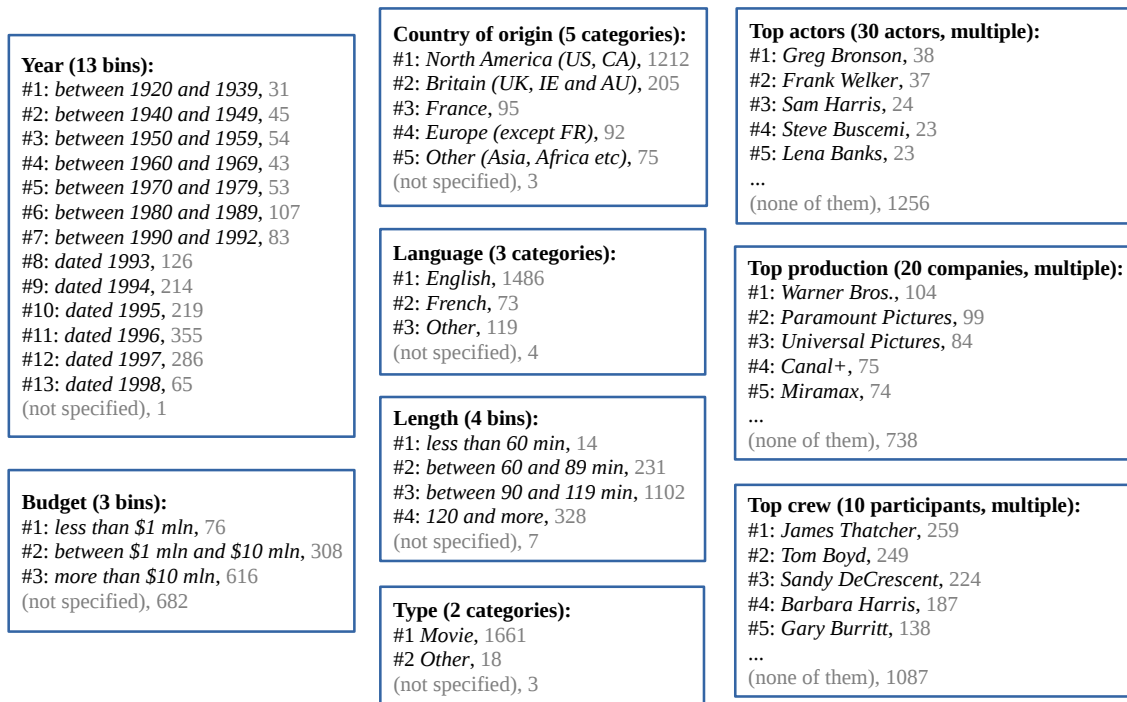 Year (13 bins):
#1: between 1920 and 1939, 31
#2: between 1940 and 1949, 45
#3: between 1950 and 1959, 54
#4: between 1960 and 1969, 43
#5: between 1970 and 1979, 53
#6: between 1980 and 1989, 107
#7: between 1990 and 1992, 83
#8: dated 1993, 126
#9: dated 1994, 214
#10: dated 1995, 219
#11: dated 1996, 355
#12: dated 1997, 286
#13: dated 1998, 65
(not specified), 1
Budget (3 bins):
#1: less than $1 mln, 76
#2: between $1 mln and $10 mln, 308
#3: more than $10 mln, 616
(not specified), 682
Country of origin (5 categories):
#1: North America (US, CA), 1212
#2: Britain (UK, IE and AU), 205
#3: France, 95
#4: Europe (except FR), 92
#5: Other (Asia, Africa etc), 75
(not specified), 3
Language (3 categories):
#1: English, 1486
#2: French, 73
#3: Other, 119
(not specified), 4
Length (4 bins):
#1: less than 60 min, 14
#2: between 60 and 89 min, 231
#3: between 90 and 119 min, 1102
#4: 120 and more, 328
(not specified), 7
Type (2 categories):
#1 Movie, 1661
#2 Other, 18
(not specified), 3
Top actors (30 actors, multiple):
#1: Greg Bronson, 38
#2: Frank Welker, 37
#3: Sam Harris, 24
#4: Steve Buscemi, 23
#5: Lena Banks, 23
...
(none of them), 1256
Top production (20 companies, multiple):
#1: Warner Bros., 104
#2: Paramount Pictures, 99
#3: Universal Pictures, 84
#4: Canal+, 75
#5: Miramax, 74
...
(none of them), 738
Top crew (10 participants, multiple):
#1: James Thatcher, 259
#2: Tom Boyd, 249
#3: Sandy DeCrescent, 224
#4: Barbara Harris, 187
#5: Gary Burritt, 138
...
(none of them), 1087